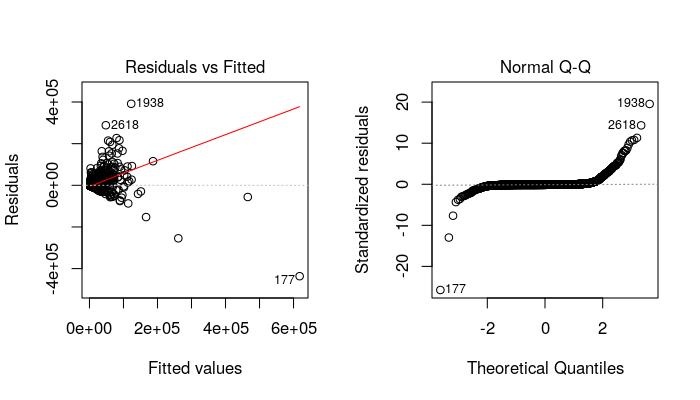 Residuals vs Fitted
Residuals
4e+05
0e+00
-4e+05
1938
2618
177
0e+00 2e+05 4e+05 6e+05
Fitted values
Normal Q-Q
Standardized residuals
20
10
0
-10
-20
1938
2618
177
-2 0 2
Theoretical Quantiles